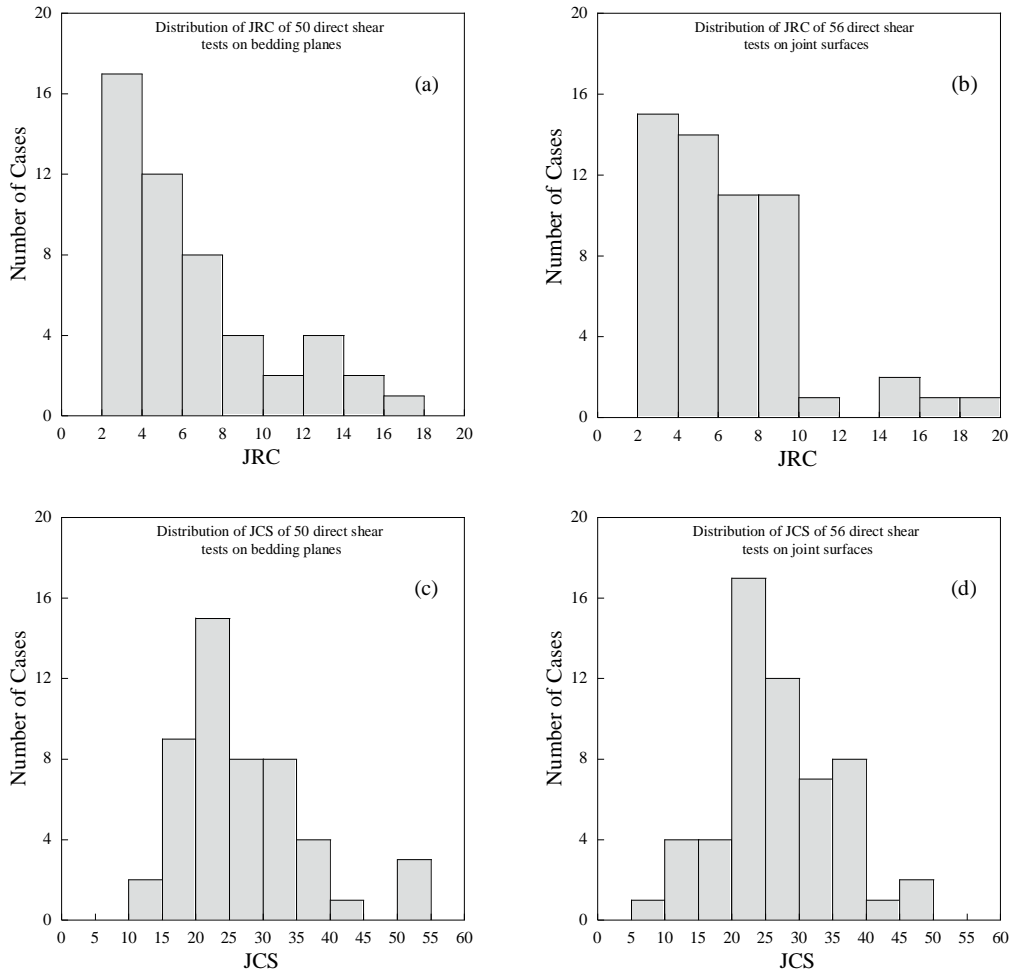 Distribution of JRC of 50 direct shear
tests on bedding planes
(a)
Number of Cases
20
16
12
8
4
0
0 2 4 6 8 10 12 14 16 18 20
JRC
Distribution of JRC of 56 direct shear
tests on joint surfaces
(b)
Number of Cases
20
16
12
8
4
0
0 2 4 6 8 10 12 14 16 18 20
JRC
Distribution of JCS of 50 direct shear
tests on bedding planes
(c)
Number of Cases
20
16
12
8
4
0
0 5 10 15 20 25 30 35 40 45 50 55 60
JCS
Distribution of JCS of 56 direct shear
tests on joint surfaces
(d)
Number of Cases
20
16
12
8
4
0
0 5 10 15 20 25 30 35 40 45 50 55 60
JCS